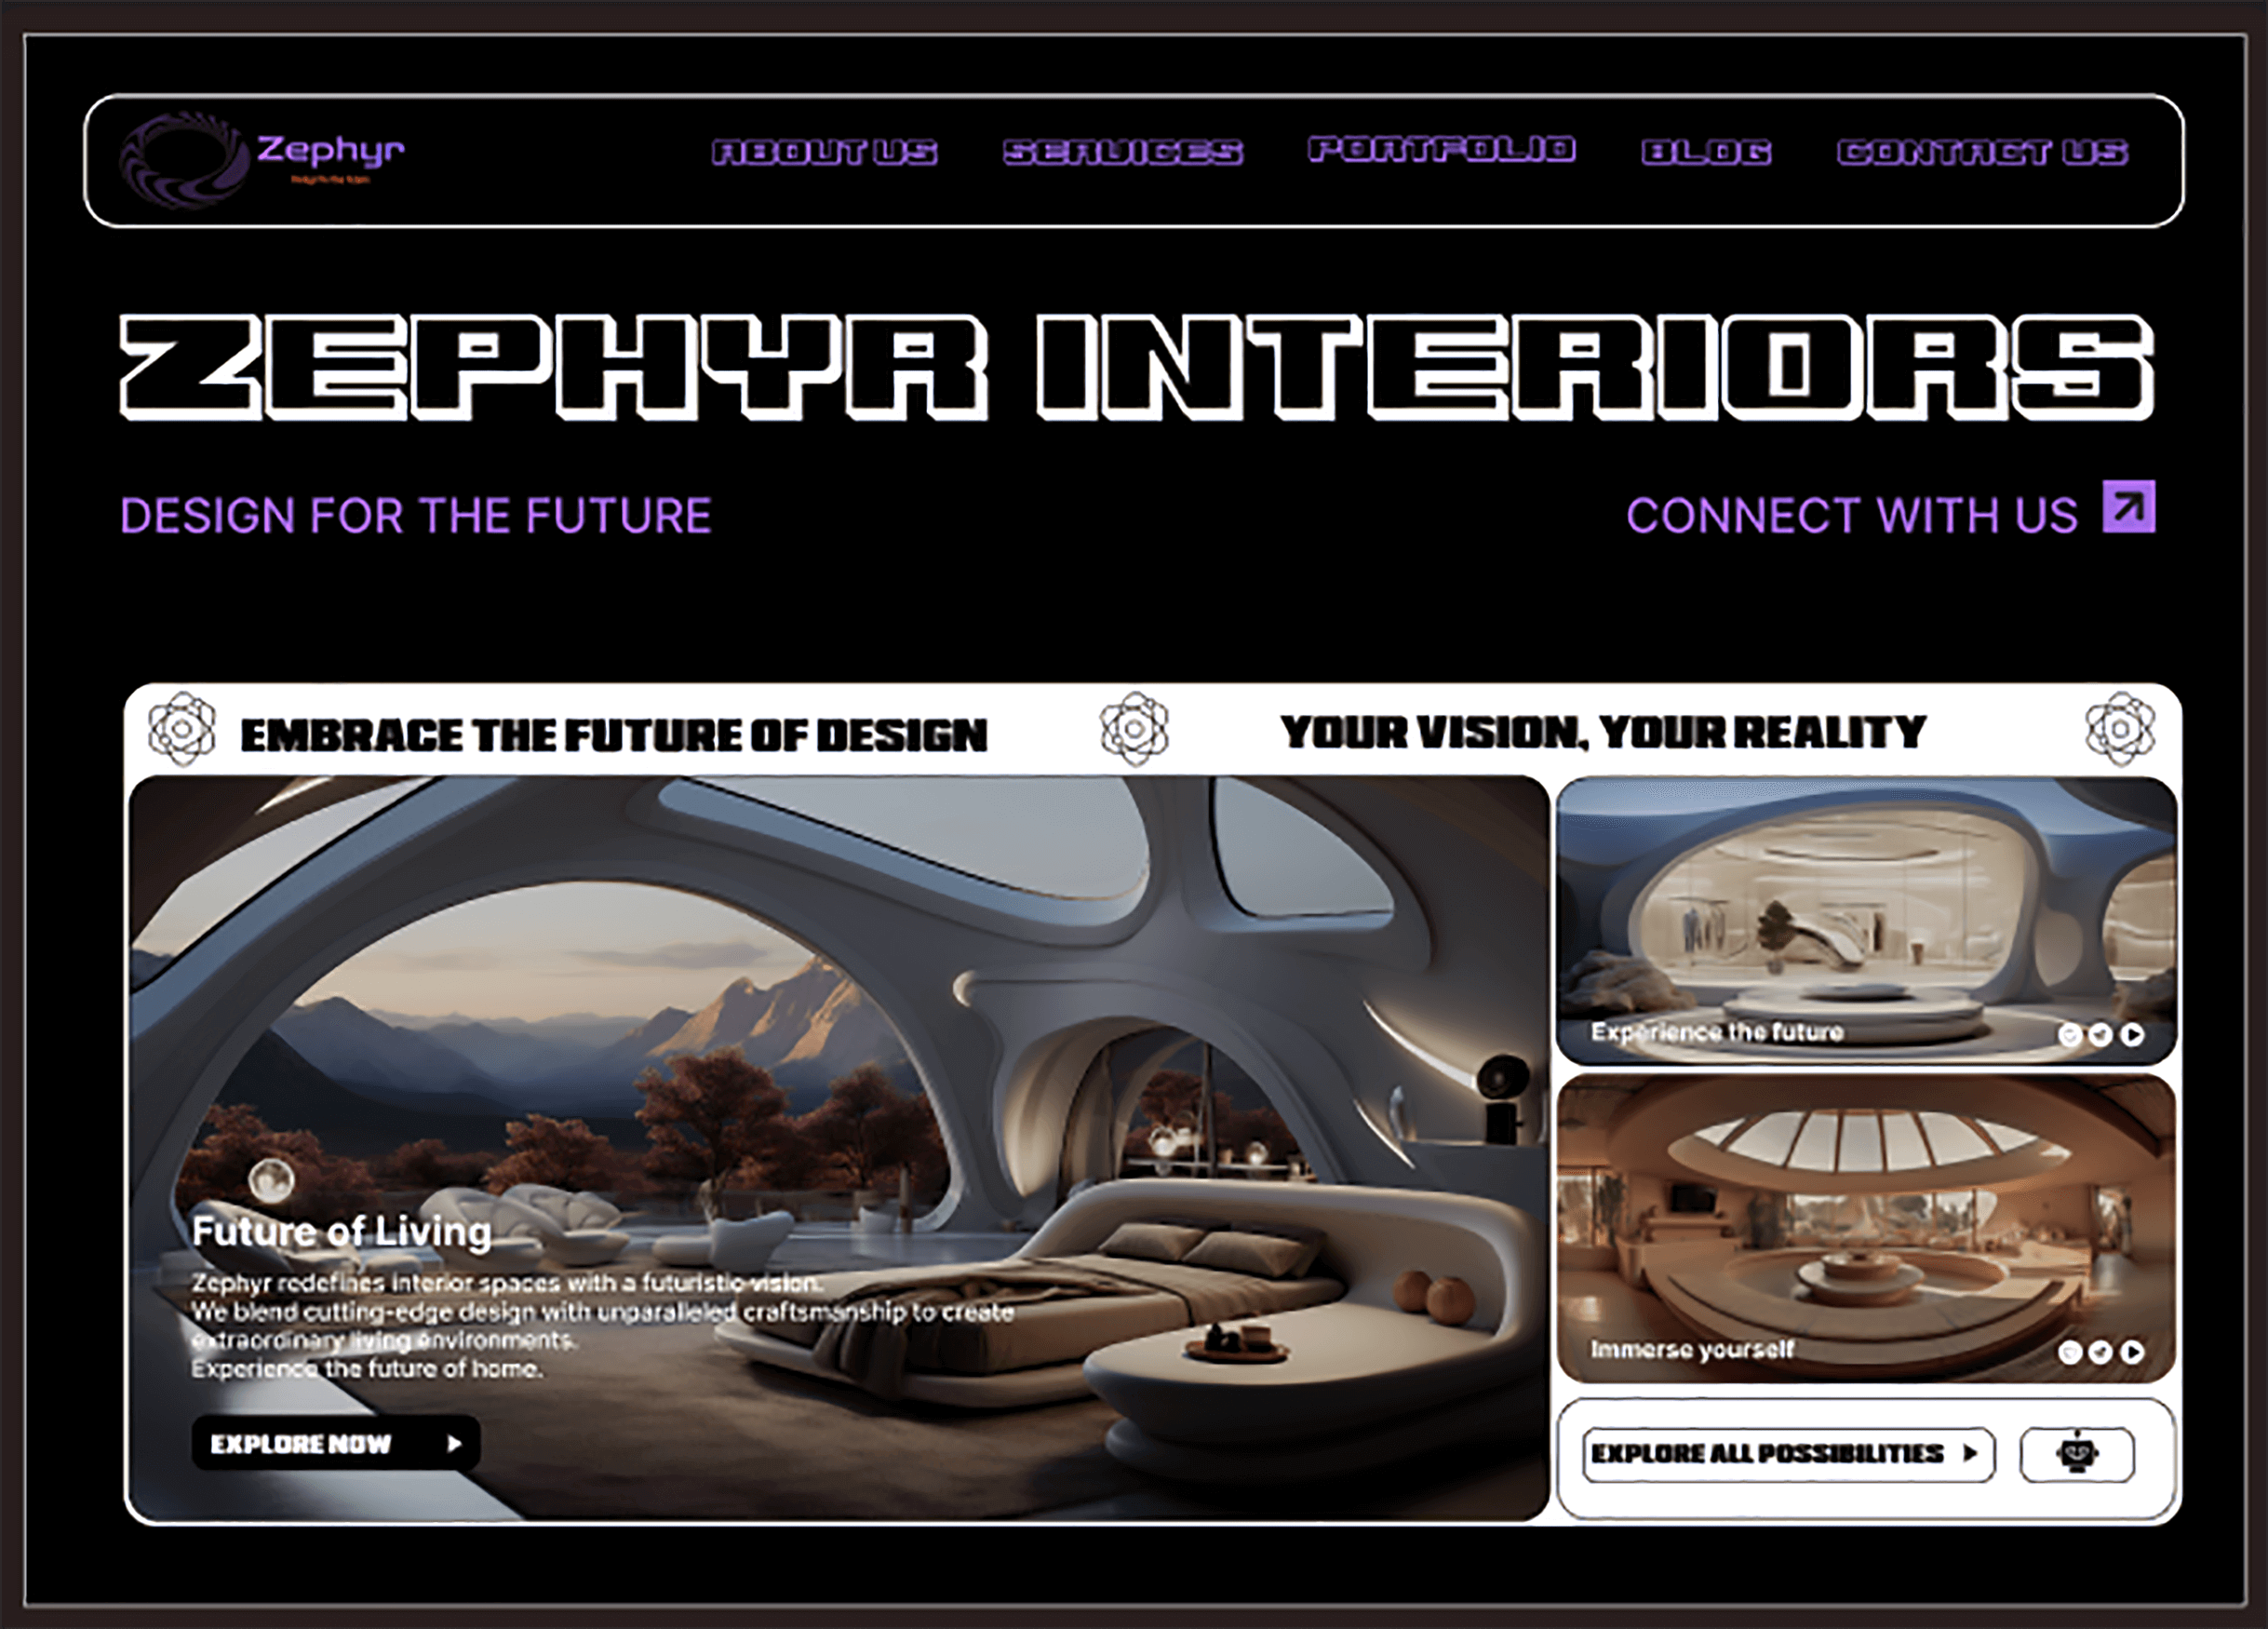 Zephyr
ABOUT US
SERVICES
PORTFOLIO
BLOG
CONTACT US
ZEPHYR INTERIORS
DESIGN FOR THE FUTURE
CONNECT WITH US
EMBRACE THE FUTURE OF DESIGN
YOUR VISION, YOUR REALITY
Experience the future
Immerse yourself
Future of Living
Zephyr redefines interior spaces with a futuristic vision.
We blend cutting-edge design with unparalleled craftsmanship to create
extraordinary living environments.
Experience the future of home.
EXPLORE NOW
EXPLORE ALL POSSIBILITIES